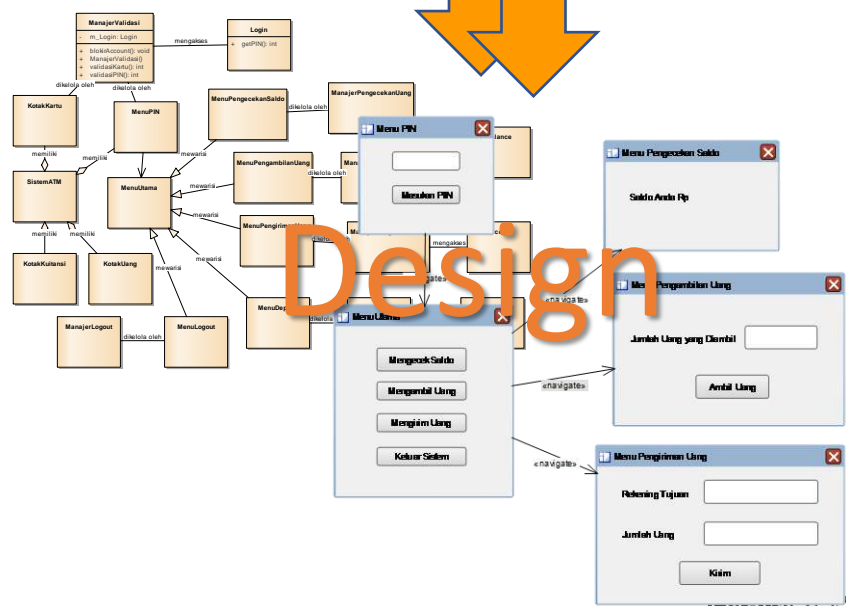 ManajerValidasi
- m_Login: Login
+ blokirAccount(): void
+ ManajerValidasi()
+ validasiKartu(): int
+ validasiPIN(): int
mengakses
Login
+ getPIN(): int
dikelola oleh
dikelola oleh
KotakKartu
MenuPIN
MenuPengecekanSaldo
dikelola oleh
ManajerPengecekanUang
memiliki
memiliki
mewarisi
SistemATM
MenuUtama
MenuPengambilanUang
dikelola oleh
mewarisi
memiliki
memiliki
mewarisi
mengakses
KotakKuitansi
KotakUang
mewarisi
mewarisi
ManajerLogout
dikelola oleh
MenuLogout
Design
Menu PIN
Masukan PIN
Menu Utama
Mengecek Saldo
Mengambil Uang
Mengirim Uang
Keluar Sistem
«navigate»
«navigate»
«navigate»
Menu Pengecekan Saldo
Saldo Anda Rp
Menu Pengambilan Uang
Jumlah Uang yang Diambil
Ambil Uang
Menu Pengiriman Uang
Rekening Tujuan
Jumlah Uang
Kirim